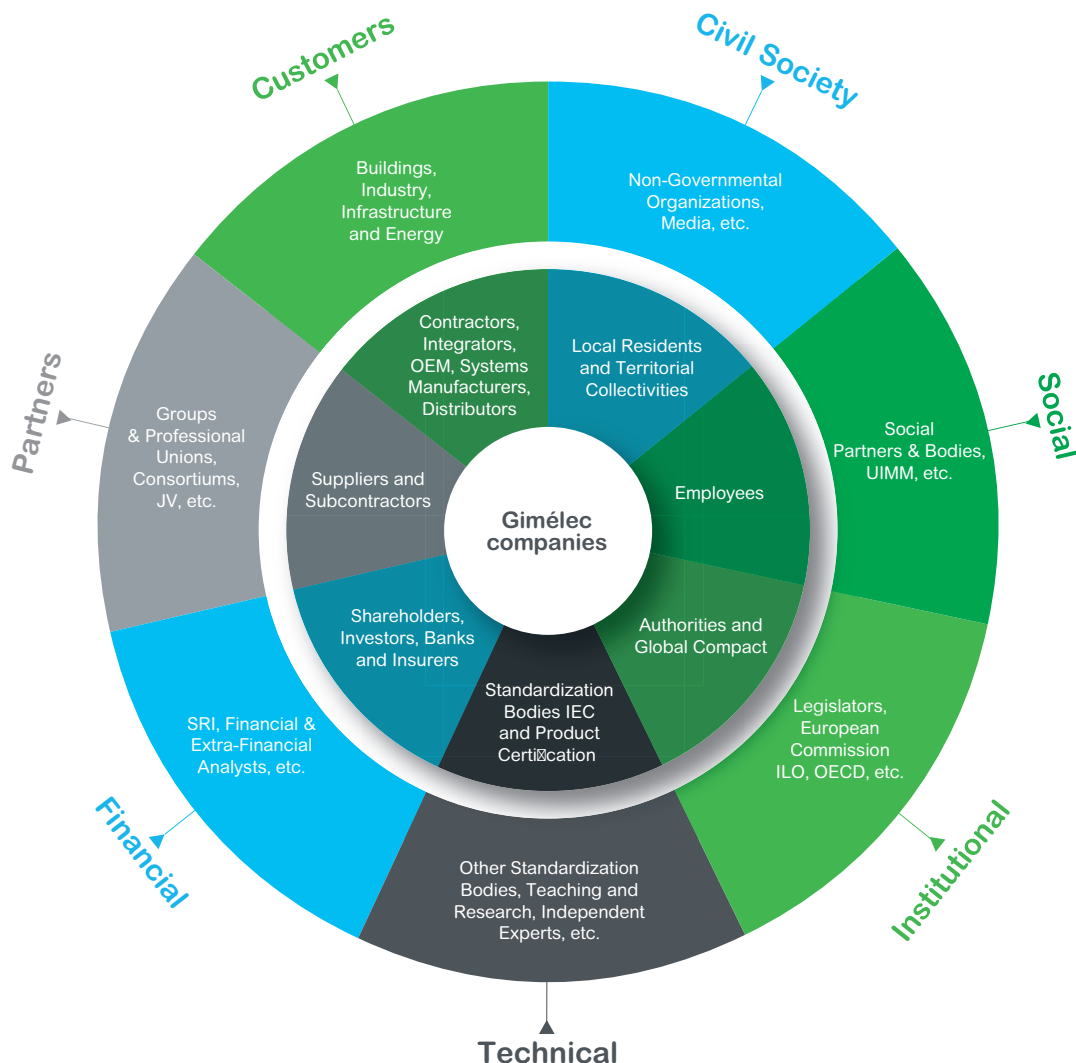 Customers
Civil Society
Buildings,
Industry,
Infrastructure
and Energy
Non-Governmental
Organizations,
Media, etc.
Contractors,
Integrators,
OEM, Systems
Manufacturers,
Distributors
Local Residents
and Territorial
Collectivities
Partners
Social
Groups
& Professional
Unions,
Consortiums,
JV, etc.
Suppliers and
Subcontractors
Gimélec
companies
Employees
Social
Partners & Bodies,
UIMM, etc.
Shareholders,
Investors, Banks
and Insurers
Authorities and
Global Compact
Standardization
Bodies IEC
and Product
Certi☒cation
SRI, Financial &
Extra-Financial
Analysts, etc.
Legislators,
European
Commission
ILO, OECD, etc.
Financial
Institutional
Other Standardization
Bodies, Teaching and
Research, Independent
Experts, etc.
Technical